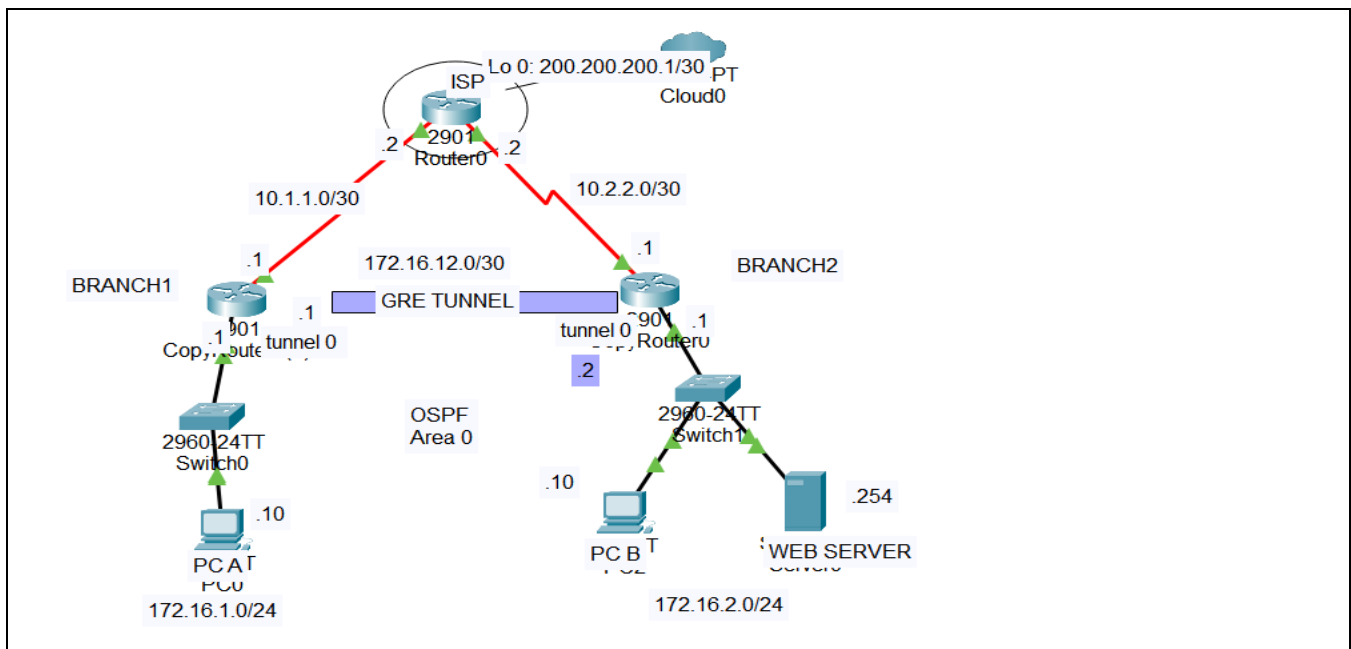 Lo 0: 200.200.200.1/30
PT
ISP
Cloud0
2901
Router0
.2
.2
10.1.1.0/30
10.2.2.0/30
.1
.1
172.16.12.0/30
BRANCH1
BRANCH2
GRE TUNNEL
.1
tunnel 0
.1
tunnel 0
.1
.2
OSPF
Area 0
2960-24TT
Switch0
2960-24TT
Switch1
.10
.10
.254
PC A
PC0
PC B
WEB SERVER
172.16.1.0/24
172.16.2.0/24